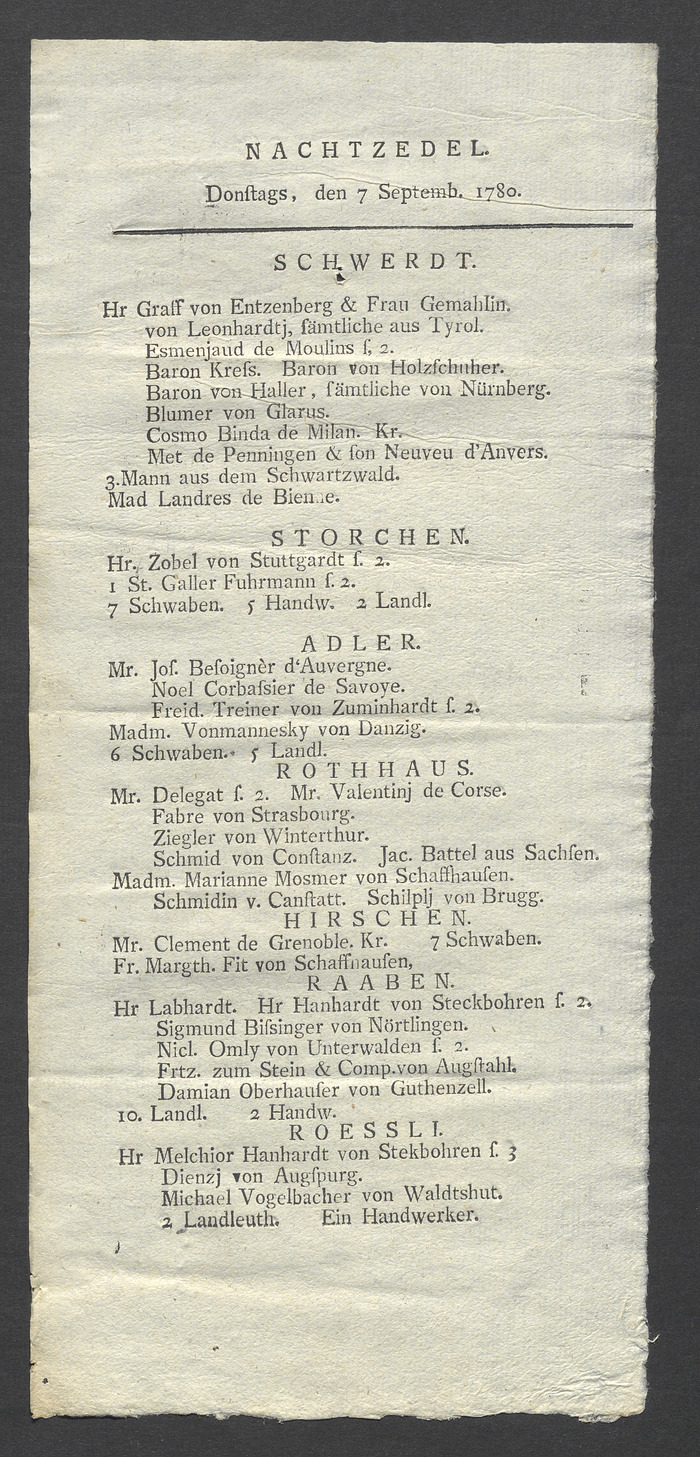 NACHTZEDEL.
Donſtags, den 7 Septemb. 1780.
SCHWERDT.
Hr Graff von Entzenberg & Frau Gemahlin.
von Leonhardtj, ſämtliche aus Tyrol.
Esmenjaud de Moulins ſ, 2.
Baron Kreſs. Baron von Holzſchuher.
Baron von Haller, ſämtliche von Nürnberg.
Blumer von Glarus.
Cosmo Binda de Milan. Kr.
Met de Penningen & ſon Neuveu d'Anvers.
3.Mann aus dem Schwartzwald.
Mad Landres de Bienne.
STORCHEN.
Hr. Zobel von Stuttgardt ſ. 2.
1 St. Galler Fuhrmann ſ. 2.
7 Schwaben. 5 Handw. 2 Landl.
ADLER.
Mr. Joſ. Beſoignèr d'Auvergne.
Noel Corbaſsier de Savoye.
Freid. Treiner von Zuminhardt ſ. 2.
Madm. Vonmannesky von Danzig.
6 Schwaben. 5 Landl.
ROTHHAUS.
Mr. Delegat ſ. 2. Mr. Valentinj de Corse.
Fabre von Strasbourg.
Ziegler von Winterthur.
Schmid von Conſtanz. Jac. Battel aus Sachſen.
Madm. Marianne Mosmer von Schaffhauſen.
Schmidin v. Canſtatt. Schilplj von Brugg.
HIRSCHEN.
Mr. Clement de Grenoble. Kr. 7 Schwaben.
Fr. Margth. Fit von Schaffhauſen,
RAABEN.
Hr Labhardt. Hr Hanhardt von Steckbohren ſ. 2.
Sigmund Biſsinger von Nörtlingen.
Nicl. Omly von Unterwalden ſ. 2.
Frtz. zum Stein & Comp.von Augſtahl.
Damian Oberhauſer von Guthenzell.
10. Landl. 2 Handw.
ROESSLI.
Hr Melchior Hanhardt von Stekbohren ſ. 3
Dienzj von Augſpurg.
Michael Vogelbacher von Waldtshut.
2 Landleuth. Ein Handwerker.